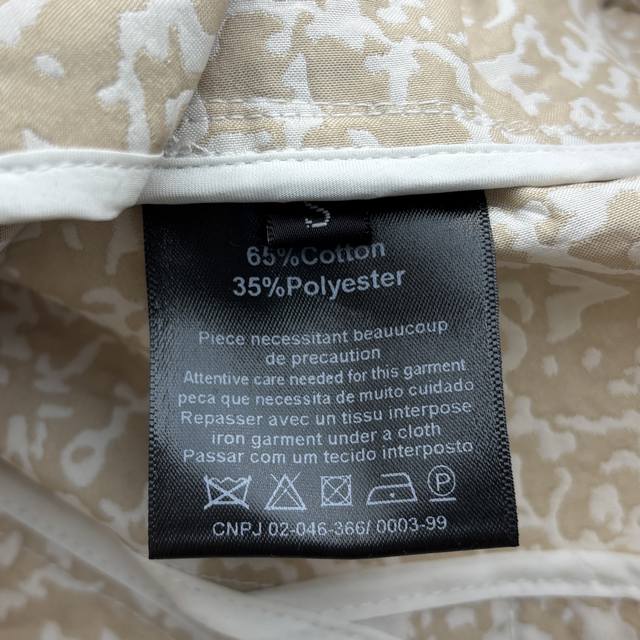 65%Cotton
35%Polyester
Piece necessitant beauucoup
de precaution
Attentive care needed for this garment
peca que necessita de muito cuidado
Repasser avec un tissu interpose
iron garment under a cloth
Passar com um tecido interposto
P
CNPJ 02-046-366/ 0003-99